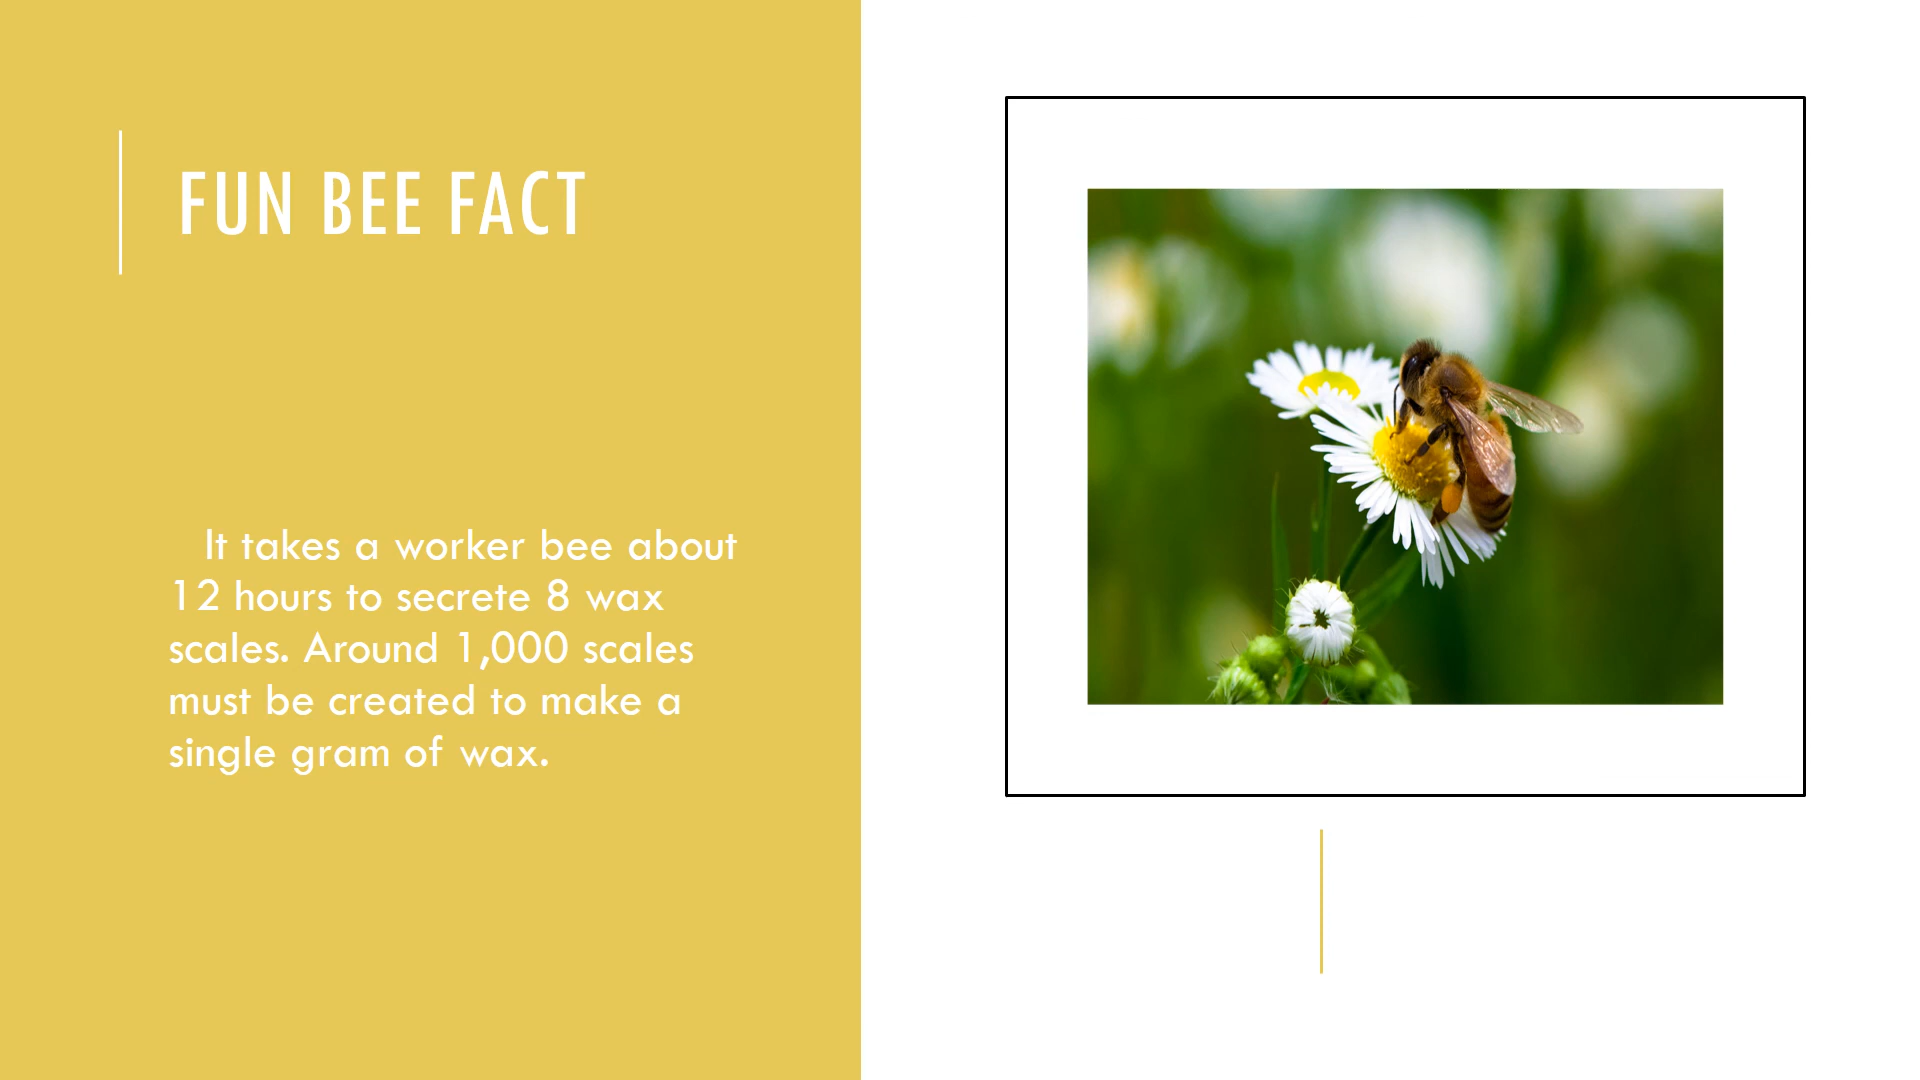 FUN BEE FACT
It takes a worker bee about
12 hours to secrete 8 wax
scales. Around 1,000 scales
must be created to make a
single gram of wax.